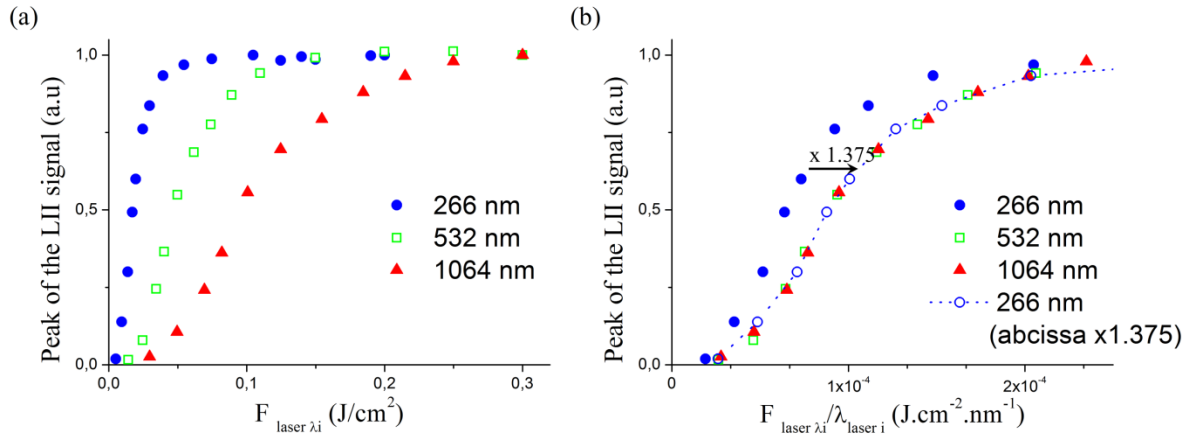 (a)
Peak of the LII signal (a.u)
1,0
0,5
0,0
266 nm
532 nm
1064 nm
0,0
0,1
0,2
0,3
F laser λi (J/cm²)
(b)
Peak of the LII signal (a.u)
1,0
0,5
0,0
x 1.375
266 nm
532 nm
1064 nm
266 nm
(abcissa x1.375)
0
1x10⁻⁴
2x10⁻⁴
F laser λi/λlaser i (J.cm⁻².nm⁻¹)